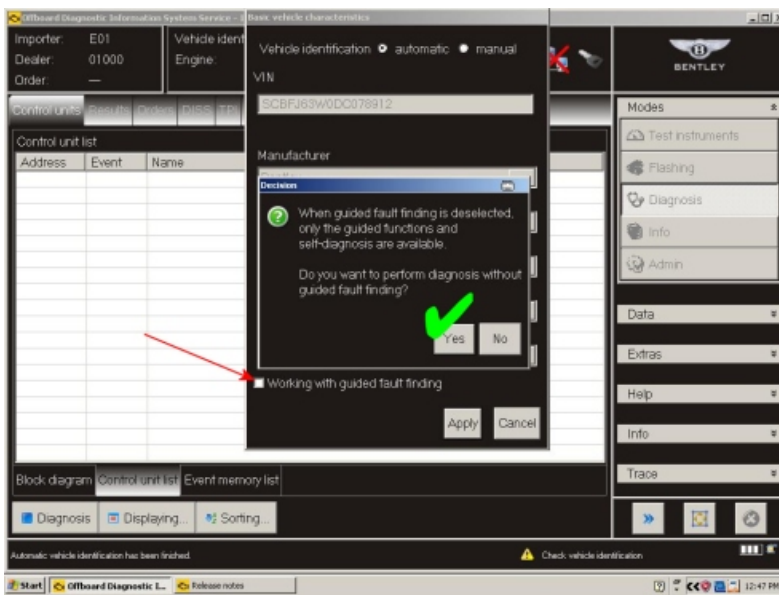 Offboard Diagnostic Information System Service - 1
Importer: E01
Dealer: 01000
Order: —
Vehicle ident
Engine:
BENTLEY
Control units Results Orders DISS TPI
Control unit list
Address Event Name
Basic vehicle characteristics
Vehicle identification automatic manual
VIN
SCBFJ63W0DC078912
Manufacturer
Decision
When guided fault finding is deselected,
only the guided functions and
self-diagnosis are available.
Do you want to perform diagnosis without
guided fault finding?
Yes No
Working with guided fault finding
Apply Cancel
Modes
Test instruments
Flashing
Diagnosis
Info
Admin
Data
Extras
Help
Info
Trace
Block diagram Control unit list Event memory list
Diagnosis Displaying... Sorting...
Automatic vehicle identification has been finished.
Check vehicle identification
Start Offboard Diagnostic I... Release notes 12:47 PM